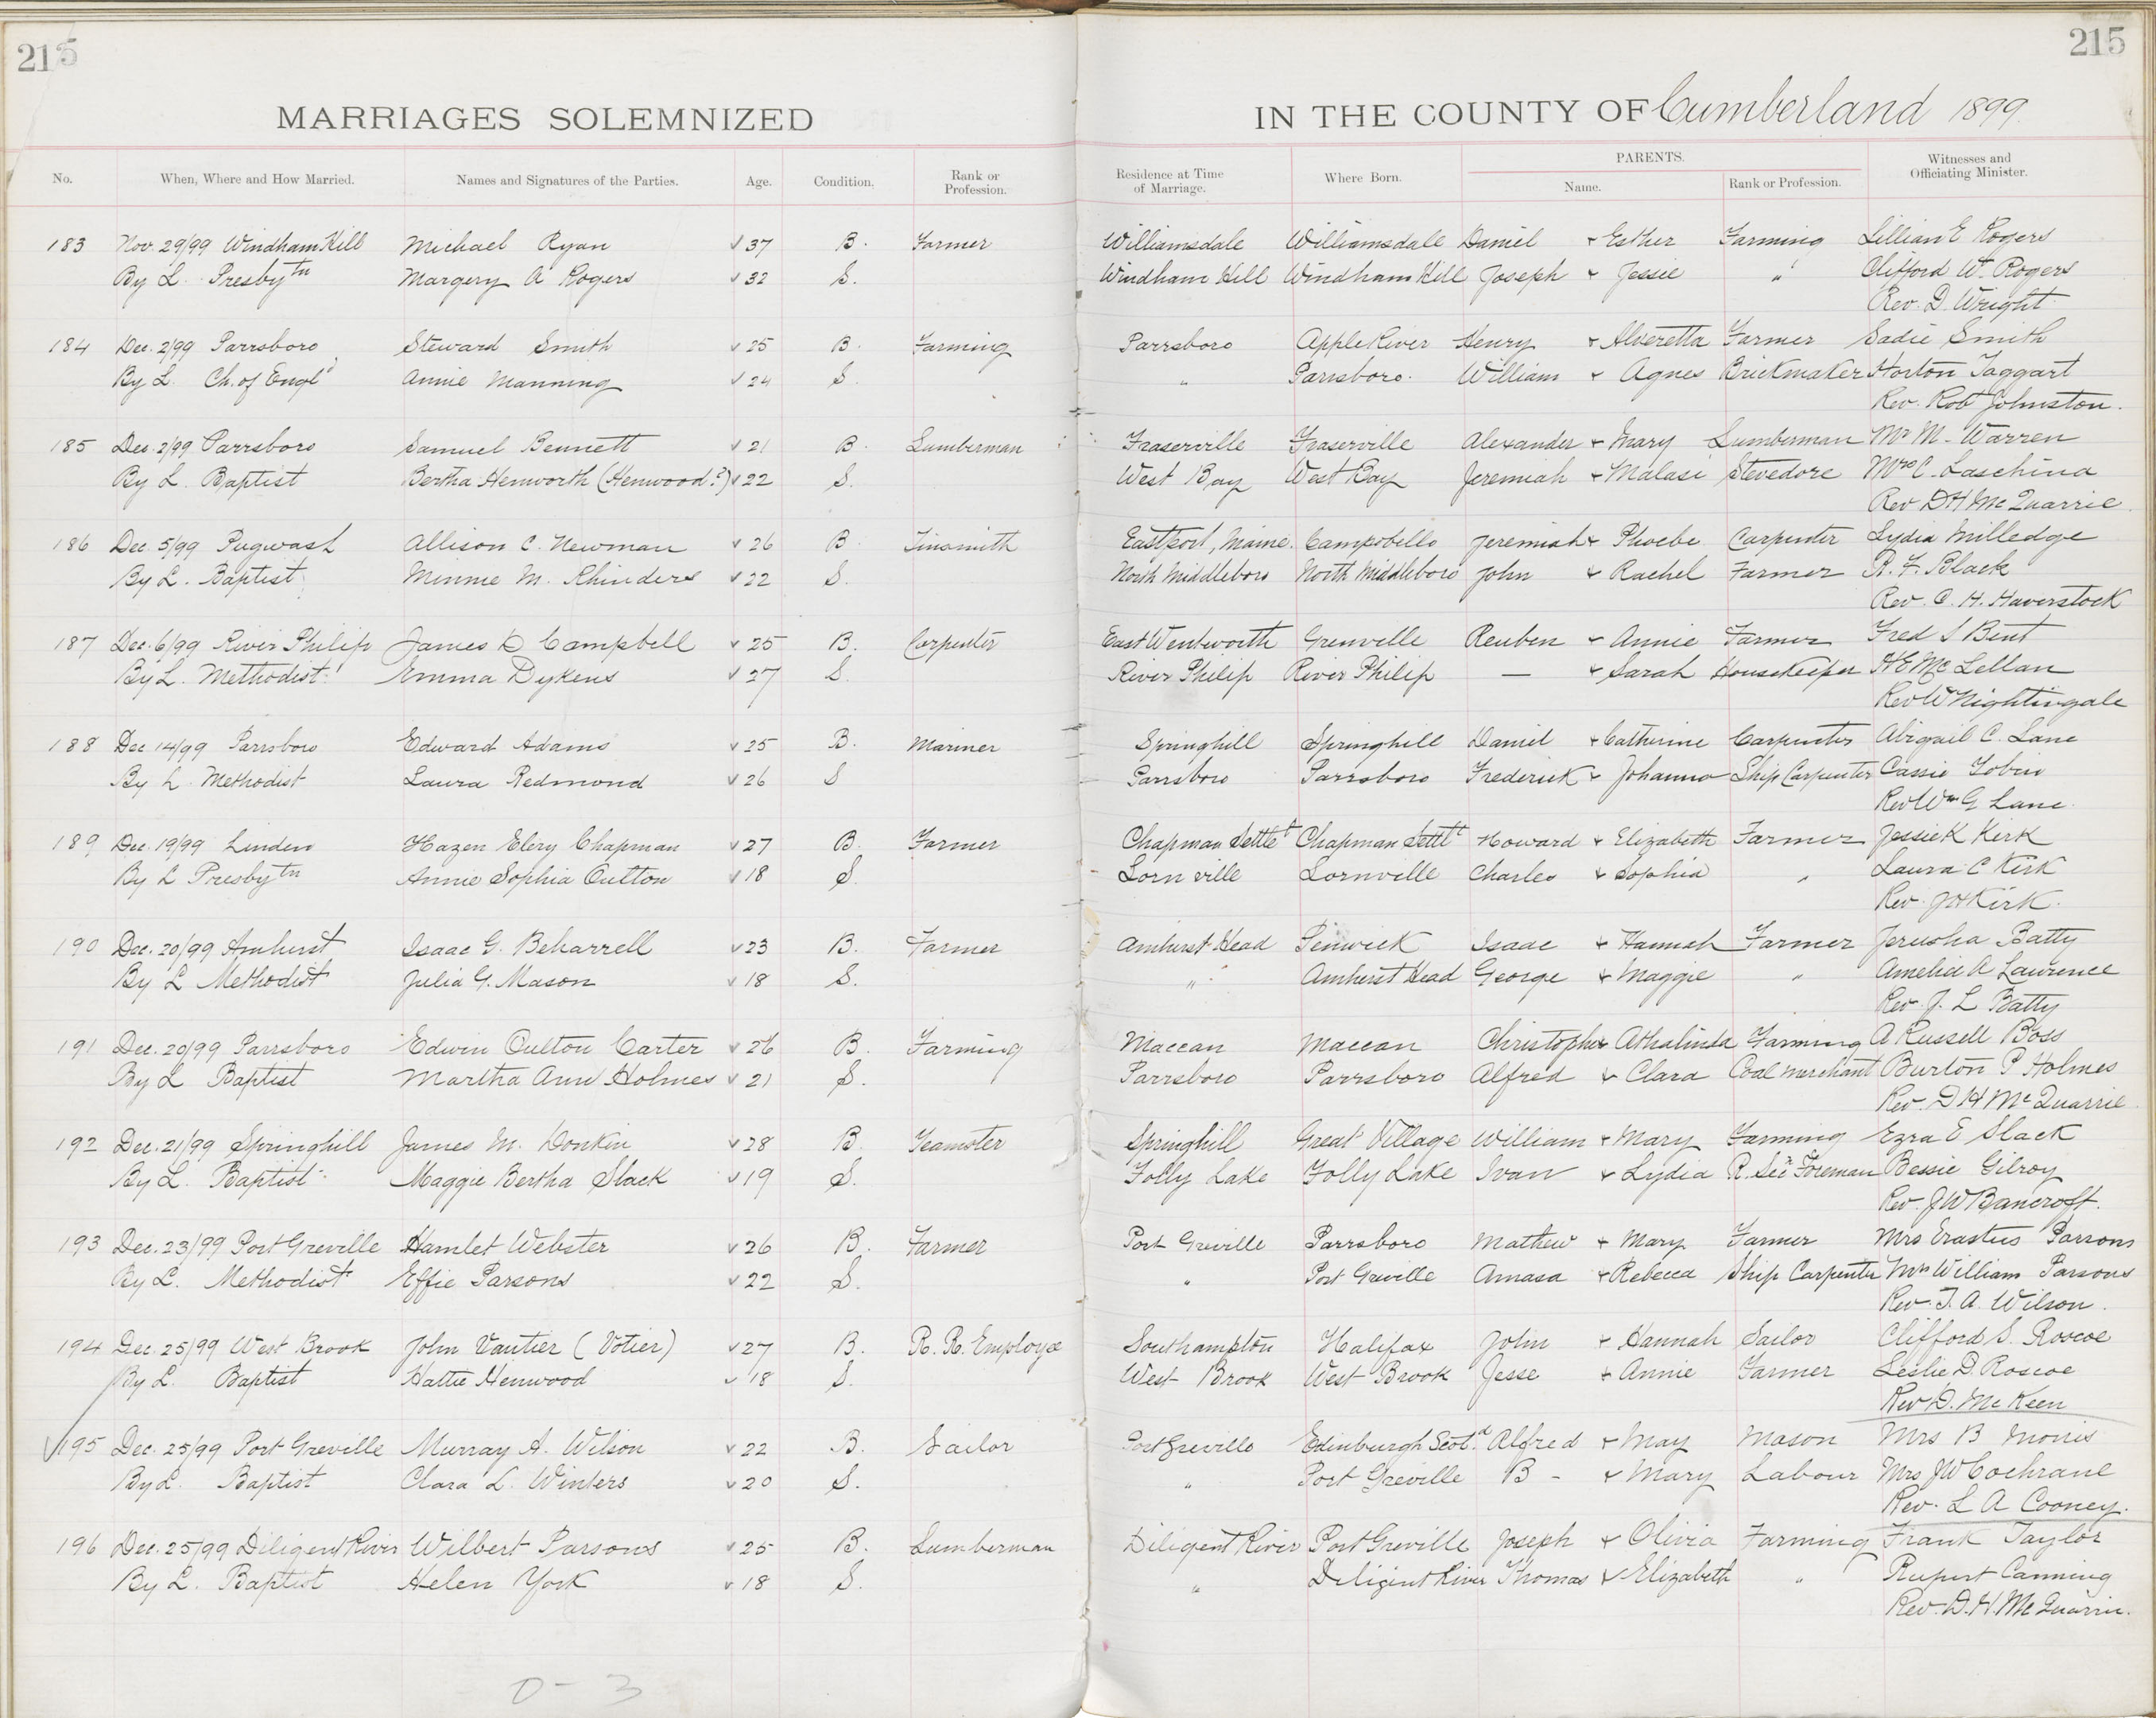 215
215
MARRIAGES SOLEMNIZED IN THE COUNTY OF Cumberland 1899.
No. When, Where and How Married. Names and Signatures of the Parties. Age. Condition. Rank or Profession. Residence at Time of Marriage. Where Born. PARENTS. Name. Rank or Profession. Witnesses and Officiating Minister.
183 Nov. 29/99 Windham Hill Michael Ryan √ 37 B. Farmer Williamsdale Williamsdale Daniel + Esther Farming Lillian E Rogers
By L. Presbytn Margery A Rogers √ 32 S. Windham Hill Windham Hill Joseph + Jessie " Clifford W. Rogers
Rev. D. Wright
184 Dec. 2/99 Parrsboro Steward Smith √ 25 B. Farming Parrsboro Apple River Henry + Alveretta Farmer Sadie Smith
By L. Ch. of Engld Annie Manning √ 24 S. " Parrsboro. William + Agnes Brickmaker Horton Taggart
Rev. Robt Johnston.
185 Dec. 2/99 Parrsboro Samuel Bennett √ 21 B. Lumberman Fraserville Fraserville Alexander + Mary Lumberman Mr M. Warren
By L. Baptist Bertha Henworth (Henwood?) √ 22 S. West Bay West Bay Jeremiah + Malasi Stevedore Mrs C. Laschina
Rev D H McQuarrie.
186 Dec. 5/99 Pugwash Allison C. Newman √ 26 B. Tinsmith Eastport, Maine. Campobello Jeremiah + Phoebe Carpenter Lydia Milledge
By L. Baptist Minnie M. Rhinders √ 22 S. North Middleboro North Middleboro John + Rachel Farmer R. F. Black
Rev. C. H. Haverstock
187 Dec. 6/99 River Philip James D Campbell √ 25 B. Carpenter East Wentworth Grenville Reuben + Annie Farmer Fred S Bent
By L. Methodist Emma Dykens √ 27 S. River Philip River Philip — + Sarah Housekeeper H E McLellan
Rev W Nightingale
188 Dec 14/99 Parrsboro Edward Adams √ 25 B. Mariner Springhill Springhill Daniel + Catherine Carpenter Abigail C. Lane
By L. Methodist Laura Redmond √ 26 S Parrsboro Parrsboro Frederick + Johanna Ship Carpenter Cassie Tobin
Rev Wm G Lane.
189 Dec. 19/99 Linden Hazen Elery Chapman √ 27 B. Farmer Chapman Settlt Chapman Settlt Howard + Elizabeth Farmer Jessie K Kirk
By L Presbytn Annie Sophia Oulton √ 18 S. Lornville Lornville Charles + Sophia " Laura C Kirk
Rev. J H Kirk.
190 Dec. 20/99 Amherst Isaac G. Beharrell √ 23 B. Farmer Amherst Head Fenwick Isaac + Hannah Farmer Jerusha Batty
By L Methodist Julia G. Mason √ 18 S. " Amherst Head George + Maggie " Amelia A Lawrence
Rev. J. L Batty
191 Dec. 20/99 Parrsboro Edwin Oulton Carter √ 26 B. Farming Maccan Maccan Christopher + Athalinda Farming A Russell Boss
By L Baptist Martha Ann Holmes √ 21 S. Parrsboro Parrsboro Alfred + Clara Coal merchant Burton P Holmes
Rev. D H McQuarrie
192 Dec. 21/99 Springhill James M. Donkin √ 28 B. Teamster Springhill Great Village William + Mary Farming Ezra E Slack
By L. Baptist Maggie Bertha Slack √ 19 S. Folly Lake Folly Lake Ivan + Lydia R. Secn Foreman Bessie Gilroy
Rev. J W Bancroft.
193 Dec. 23/99 Port Greville Hamlet Webster √ 26 B. Farmer Port Greville Parrsboro Mathew + Mary Farmer Mrs Erastus Parsons
By L. Methodist Effie Parsons √ 22 S. " Port Greville Amasa + Rebecca Ship Carpenter Mrs William Parsons
Rev. T. A. Wilson.
194 Dec. 25/99 West Brook John Vautier (Votier) √ 27 B. R. R. Employee Southampton Halifax John + Hannah Sailor Clifford S. Roscoe
By L. Baptist Hattie Henwood √ 18 S. West Brook West Brook Jesse + Annie Farmer Leslie D. Roscoe
Rev D. McKeen
√195 Dec. 25/99 Port Greville Murray A. Wilson √ 22 B. Sailor Port Greville Edinburgh Scotd Alfred + May Mason Mrs B Morris
By L. Baptist Clara L. Winters √ 20 S. " Port Greville B - + Mary Labour Mrs J W Cochrane
Rev. L A Cooney.
196 Dec. 25/99 Diligent River Wilbert Parsons √ 25 B. Lumberman Diligent River Port Greville Joseph + Olivia Farming Frank Taylor
By L. Baptist Helen York √ 18 S. " Diligent River Thomas + Elizabeth " Rupert Canning
Rev. D. H. McQuarrie.
0 - 3